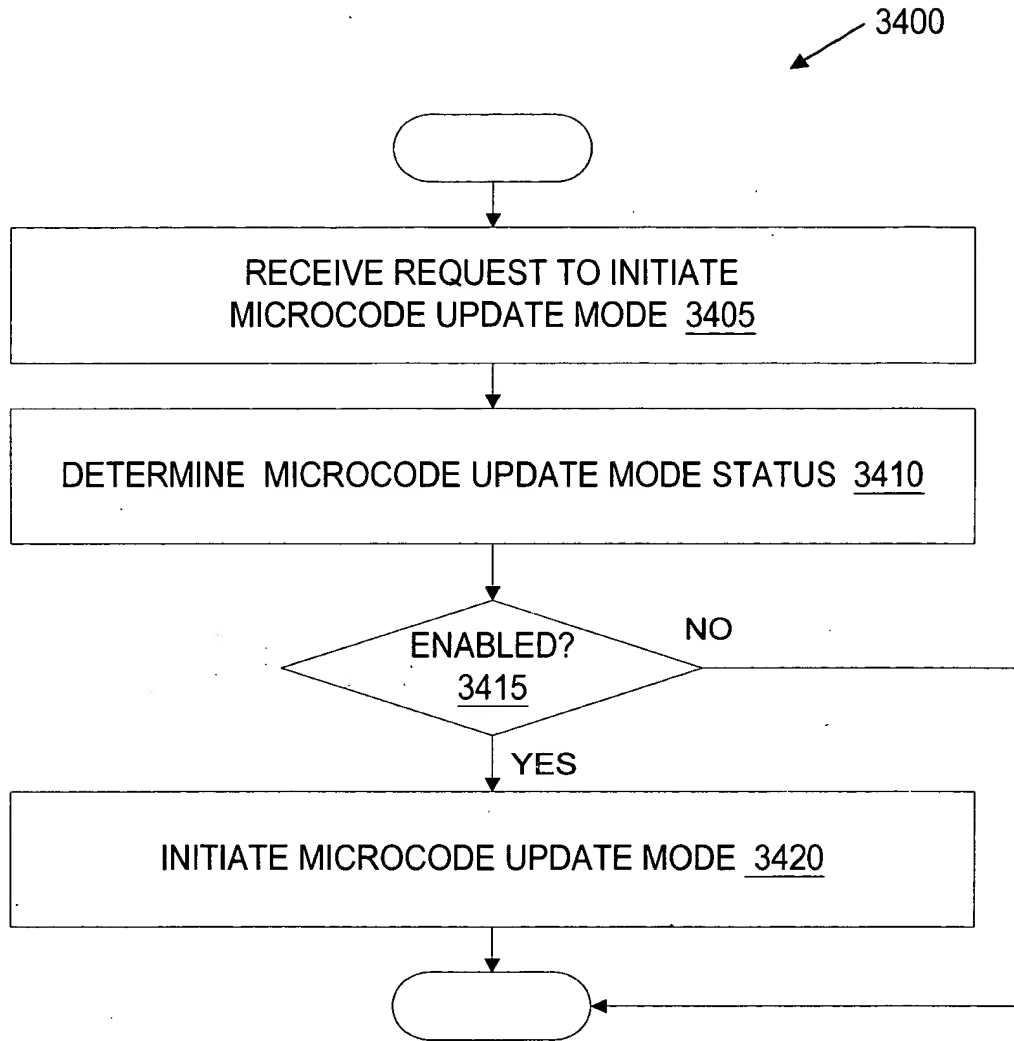 3400
RECEIVE REQUEST TO INITIATE
MICROCODE UPDATE MODE 3405
DETERMINE MICROCODE UPDATE MODE STATUS 3410
ENABLED?
3415
NO
YES
INITIATE MICROCODE UPDATE MODE 3420